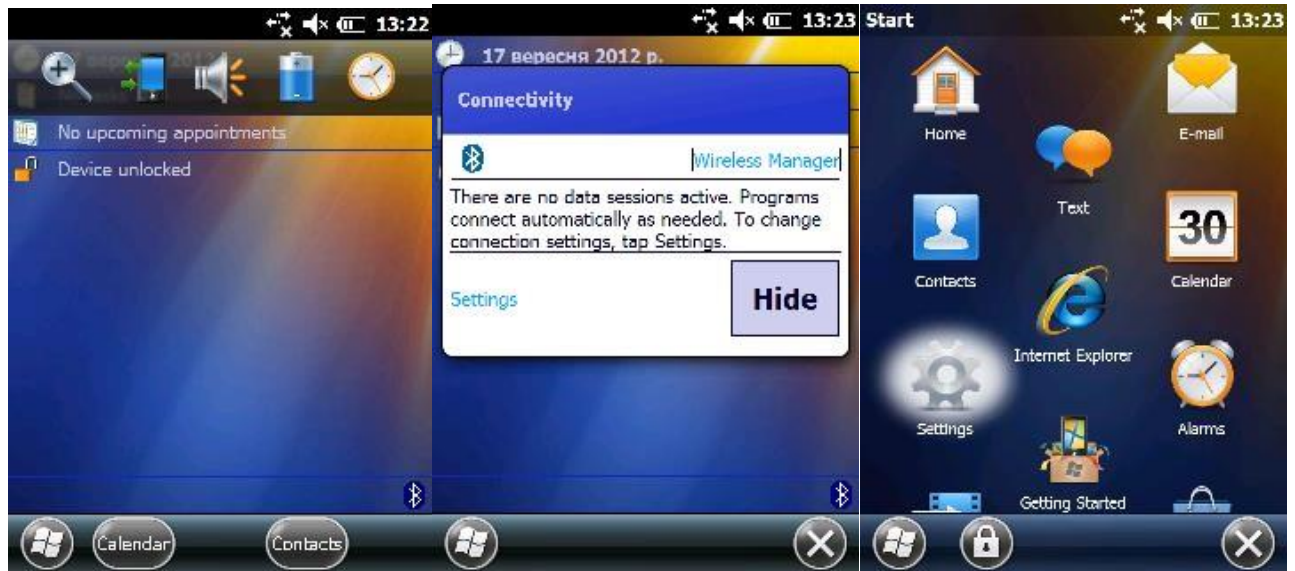 13:22
No upcoming appointments
Device unlocked
Calendar
Contacts
13:23
17 вересня 2012 р.
Connectivity
Wireless Manager
There are no data sessions active. Programs
connect automatically as needed. To change
connection settings, tap Settings.
Settings
Hide
Start
13:23
Home
E-mail
Text
30
Contacts
Calendar
Internet Explorer
Settings
Alarms
Getting Started